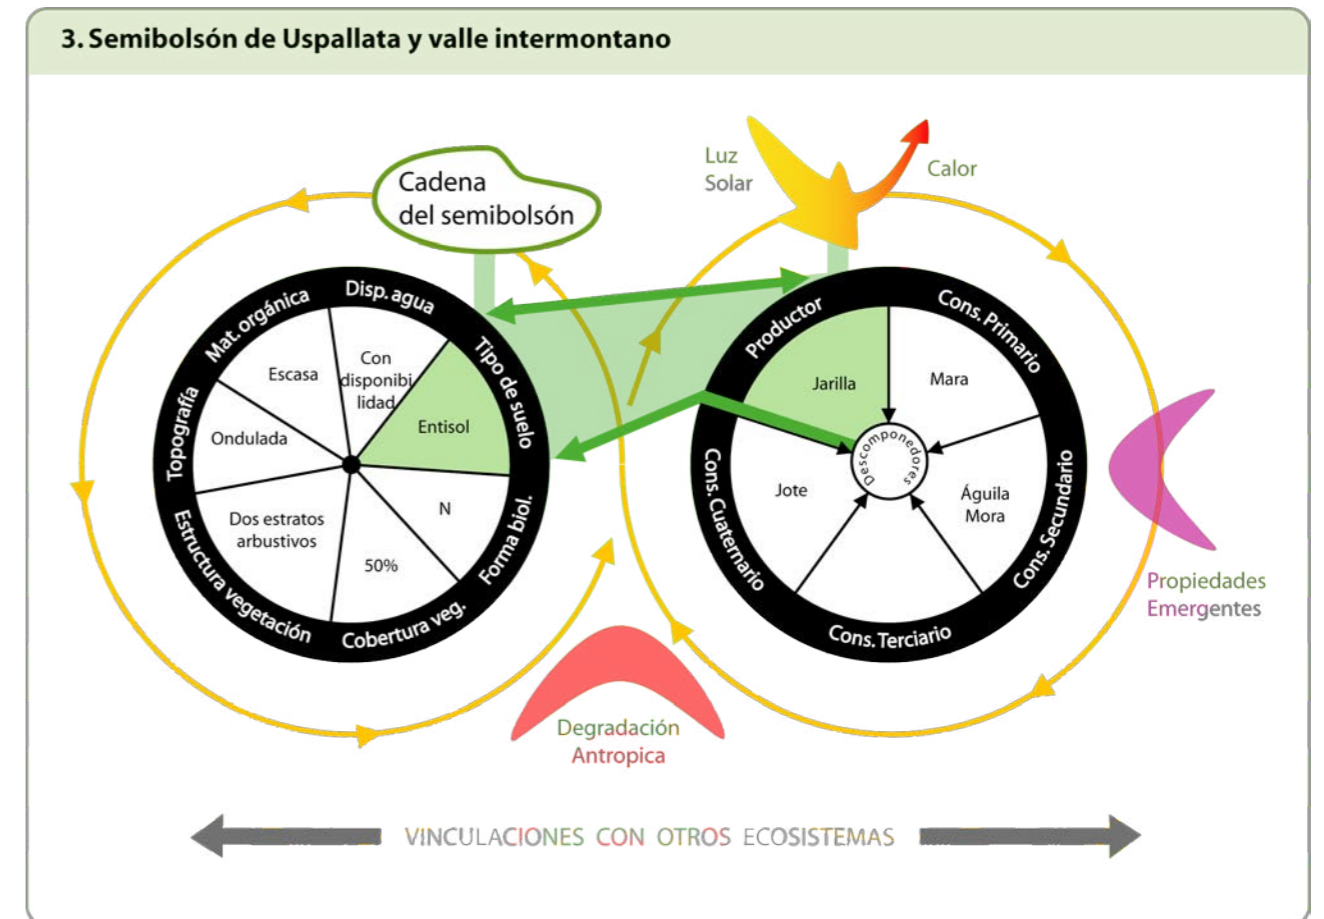 3. Semibolsón de Uspallata y valle intermontano
Luz
Solar
Calor
Cadena
del semibolsón
Disp. agua
Mat. orgánica
Tipo de suelo
Topografía
Forma biol.
Estructura vegetación
Cobertura veg.
Con
disponibi
lidad
Escasa
Entisol
Ondulada
N
Dos estratos
arbustivos
50%
Productor
Cons. Primario
Cons. Secundario
Cons. Terciario
Cons. Cuaternario
Jarilla
Mara
Descomponedores
Jote
Águila
Mora
Propiedades
Emergentes
Degradación
Antropica
VINCULACIONES CON OTROS ECOSISTEMAS